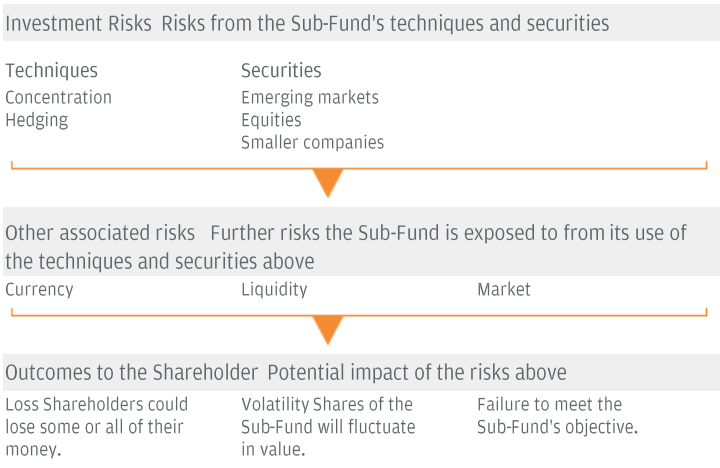 Investment Risks Risks from the Sub-Fund's techniques and securities
Techniques
Concentration
Hedging
Securities
Emerging markets
Equities
Smaller companies
Other associated risks Further risks the Sub-Fund is exposed to from its use of
the techniques and securities above
Currency
Liquidity
Market
Outcomes to the Shareholder Potential impact of the risks above
Loss Shareholders could
lose some or all of their
money.
Volatility Shares of the
Sub-Fund will fluctuate
in value.
Failure to meet the
Sub-Fund's objective.